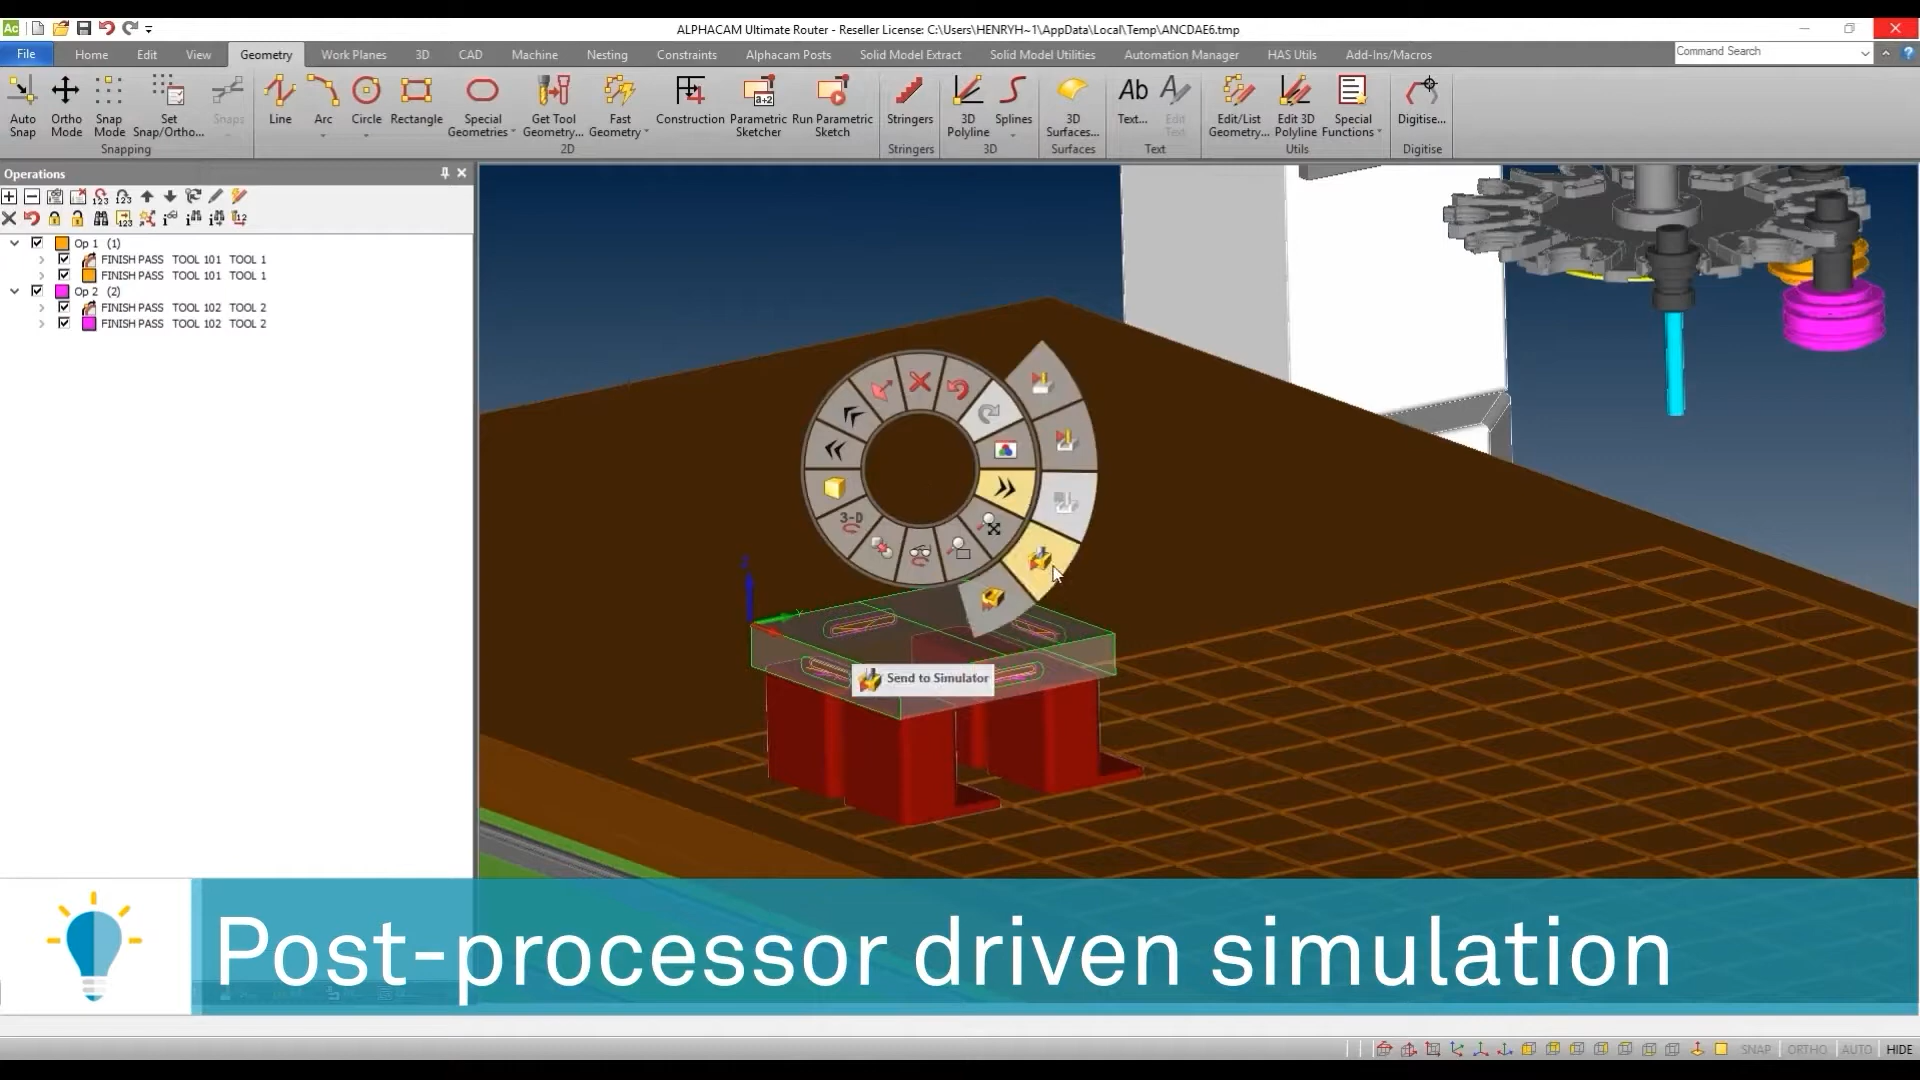 Ac
ALPHACAM Ultimate Router - Reseller License: C:\Users\HENRYH~1\AppData\Local\Temp\ANCDAE6.tmp
File Home Edit View Geometry Work Planes 3D CAD Machine Nesting Constraints Alphacam Posts Solid Model Extract Solid Model Utilities Automation Manager HAS Utils Add-Ins/Macros
Command Search
Auto Snap
Ortho Mode
Snap Mode
Set Snap/Ortho...
Snaps
Snapping
Line
Arc
Circle
Rectangle
Special Geometries
Get Tool Geometry...
Fast Geometry
Construction
Parametric Sketcher
Run Parametric Sketch
2D
Stringers
Stringers
3D Polyline
Splines
3D
3D Surfaces...
Surfaces
Ab
Text...
Edit Text
Text
Edit/List Geometry...
Edit 3D Polyline
Special Functions
Utils
Digitise...
Digitise
Operations
Op 1 (1)
FINISH PASS TOOL 101 TOOL 1
FINISH PASS TOOL 101 TOOL 1
Op 2 (2)
FINISH PASS TOOL 102 TOOL 2
FINISH PASS TOOL 102 TOOL 2
3-D
Send to Simulator
Post-processor driven simulation
SNAP ORTHO AUTO HIDE